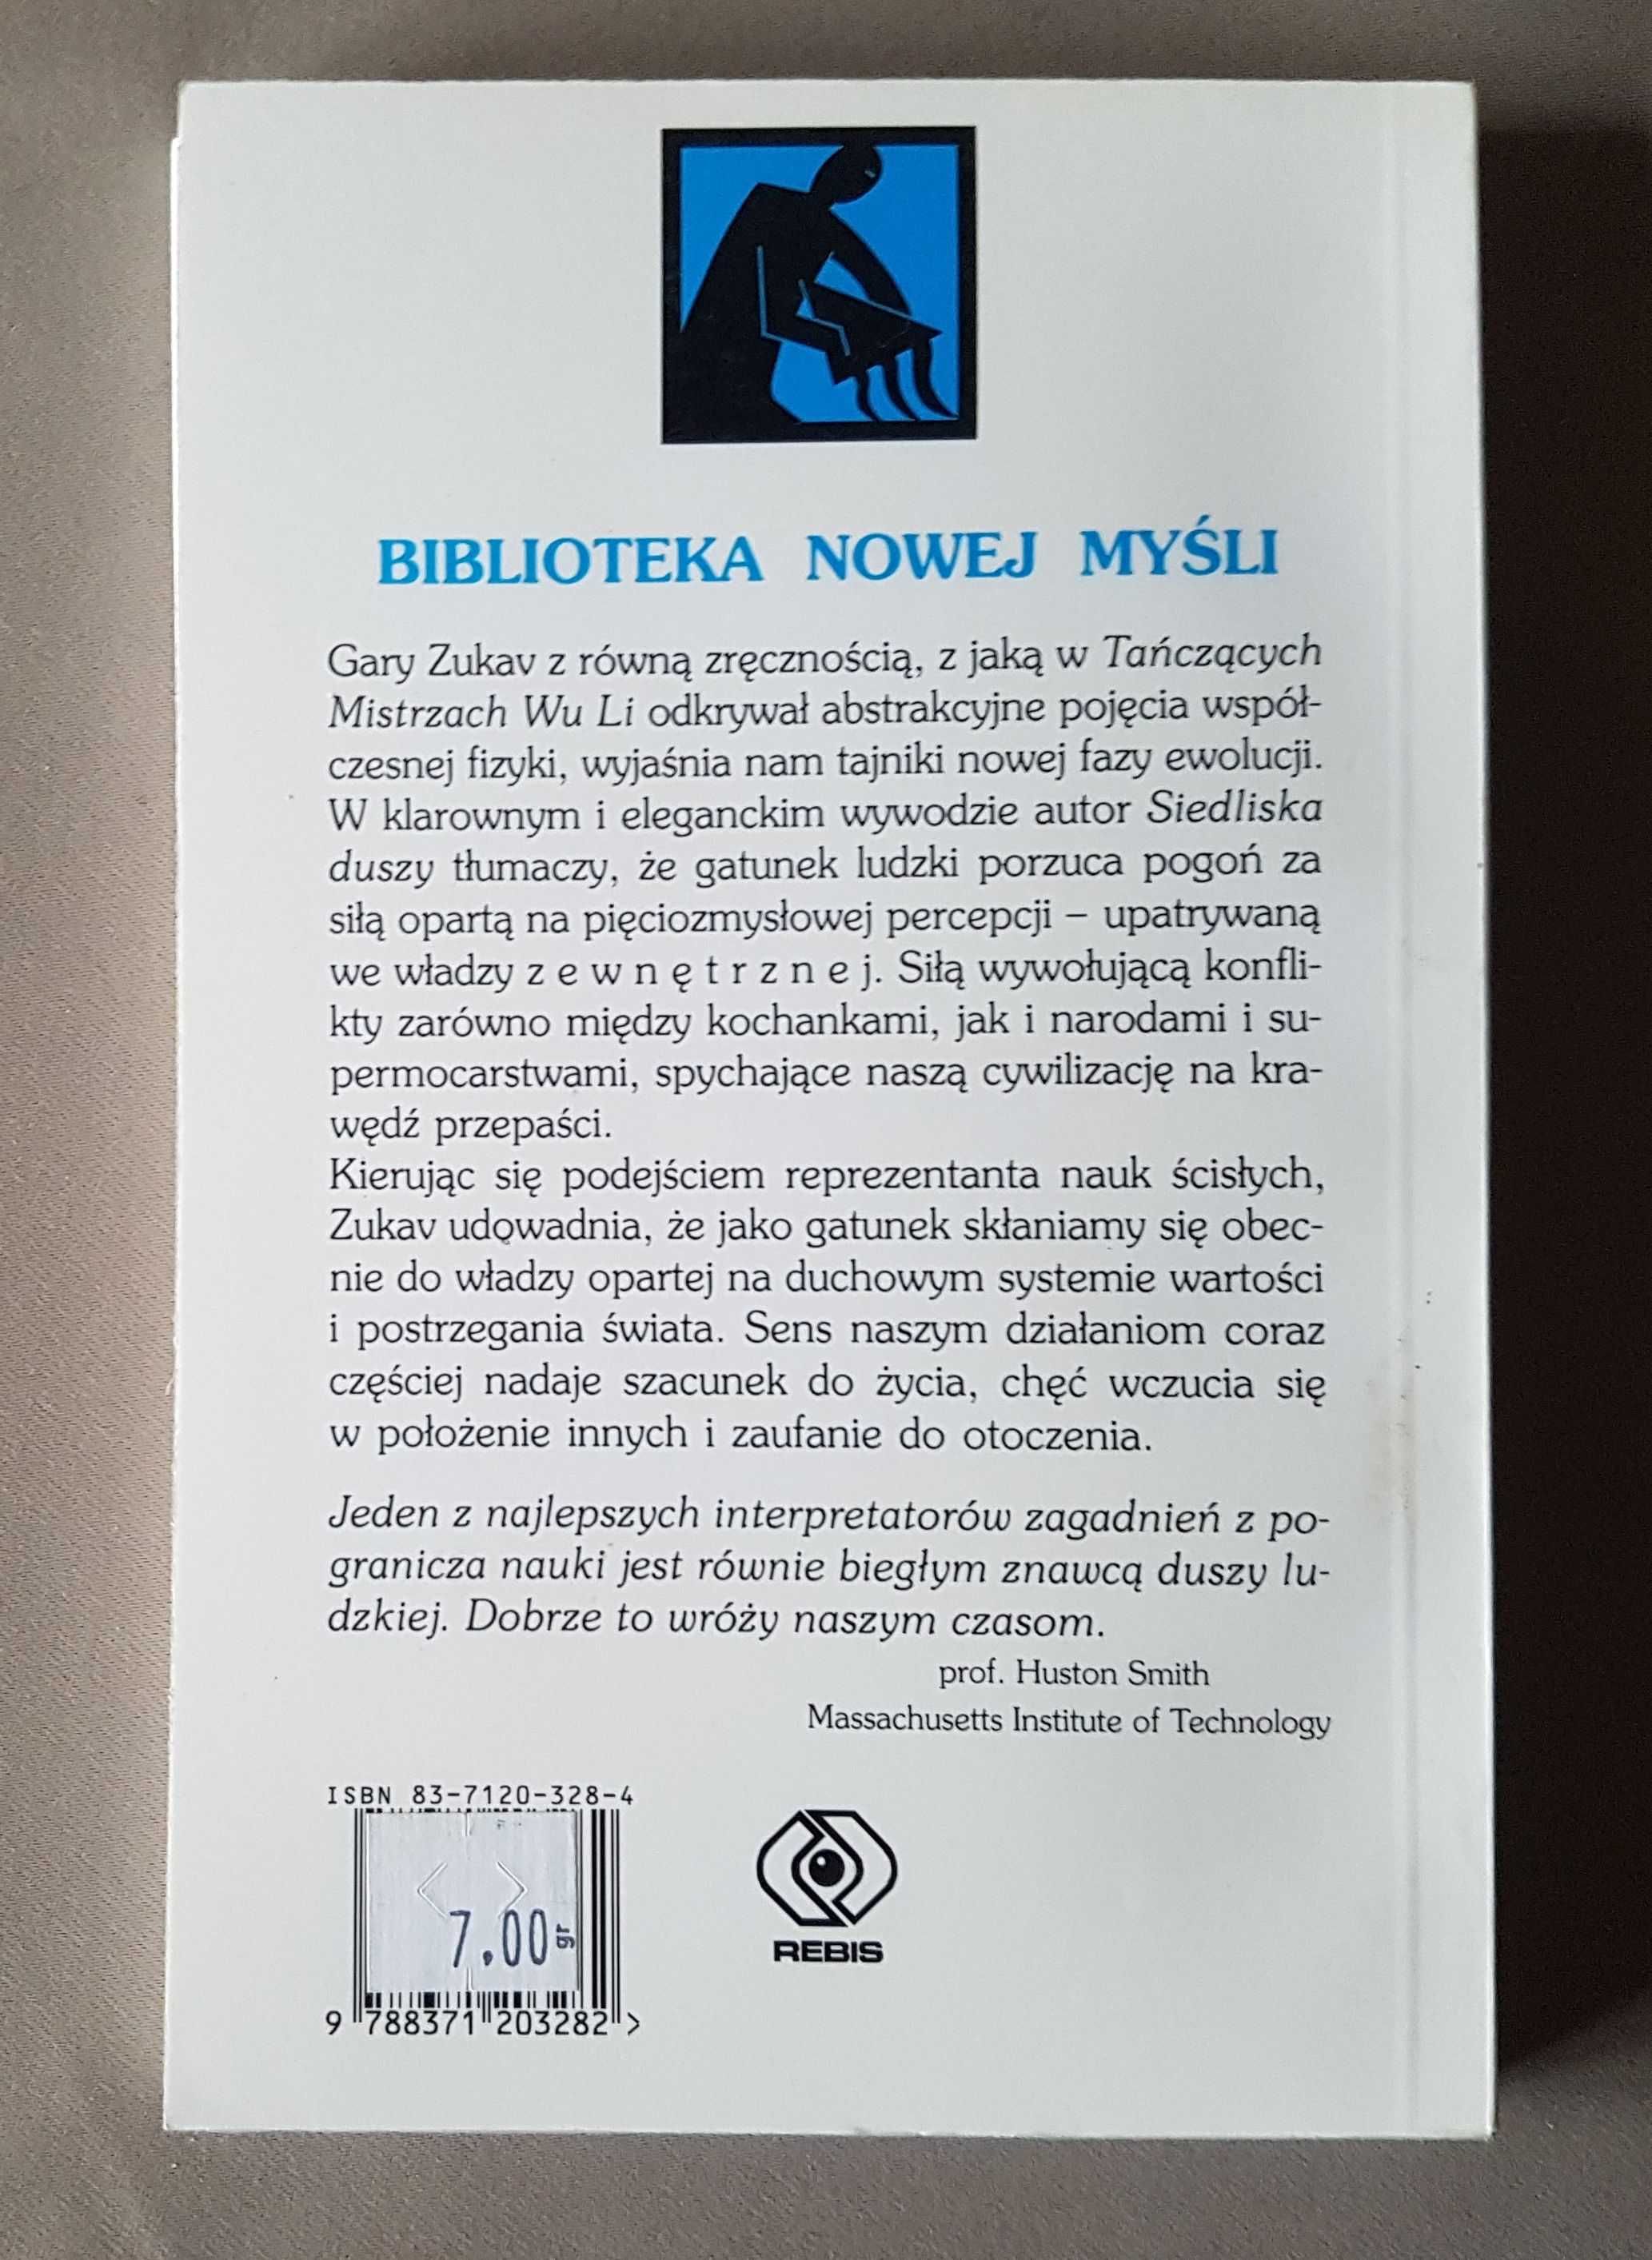 BIBLIOTEKA NOWEJ MYŚLI
Gary Zukav z równą zręcznością, z jaką w Tańczących
Mistrzach Wu Li odkrywał abstrakcyjne pojęcia współ-
czesnej fizyki, wyjaśnia nam tajniki nowej fazy ewolucji.
W klarownym i eleganckim wywodzie autor Siedliska
duszy tłumaczy, że gatunek ludzki porzuca pogoń za
siłą opartą na pięciozmysłowej percepcji – upatrywaną
we władzy z e w n ę t r z n e j. Siłą wywołującą konfli-
kty zarówno między kochankami, jak i narodami i su-
permocarstwami, spychające naszą cywilizację na kra-
wędź przepaści.
Kierując się podejściem reprezentanta nauk ścisłych,
Zukav udowadnia, że jako gatunek skłaniamy się obec-
nie do władzy opartej na duchowym systemie wartości
i postrzegania świata. Sens naszym działaniom coraz
częściej nadaje szacunek do życia, chęć wczucia się
w położenie innych i zaufanie do otoczenia.
Jeden z najlepszych interpretatorów zagadnień z po-
granicza nauki jest równie biegłym znawcą duszy lu-
dzkiej. Dobrze to wróży naszym czasom.
prof. Huston Smith
Massachusetts Institute of Technology
ISBN 83-7120-328-4
7.00 gr
REBIS
9 788371 203282 >